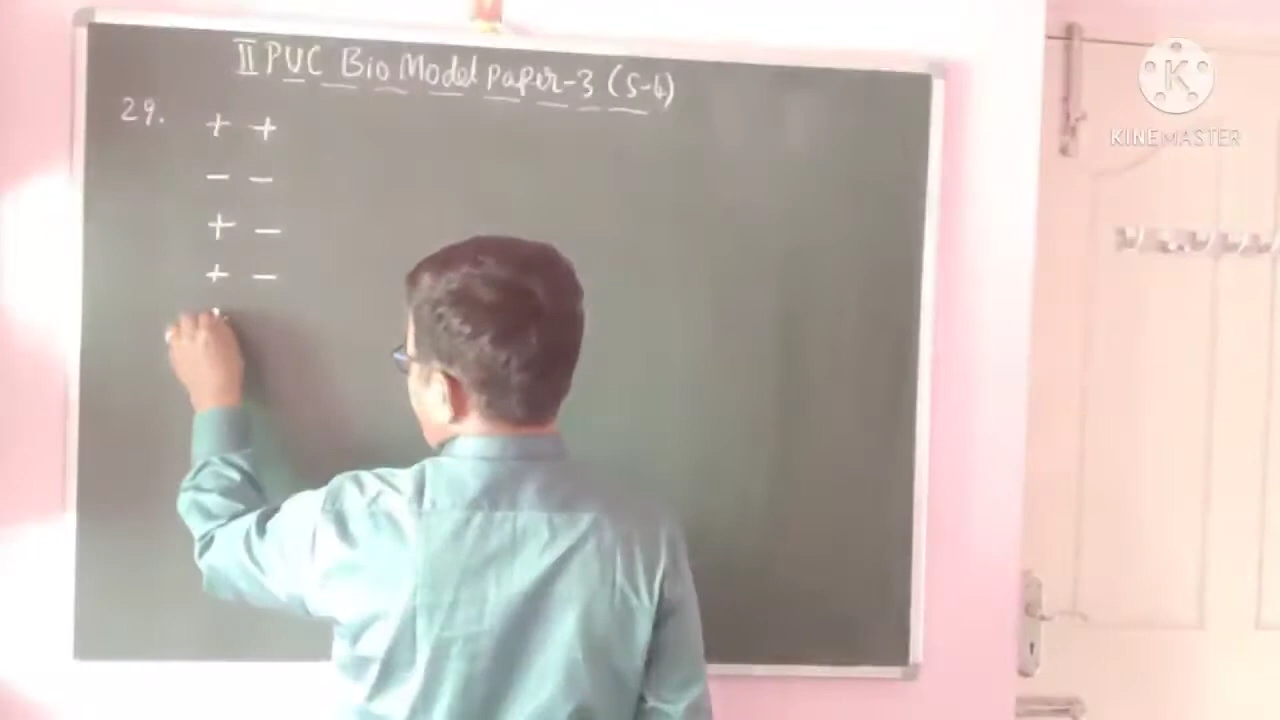 II PUC Bio Model Paper-3 (S-4)
29. + +
- -
+ -
+ -
K
KINEMASTER